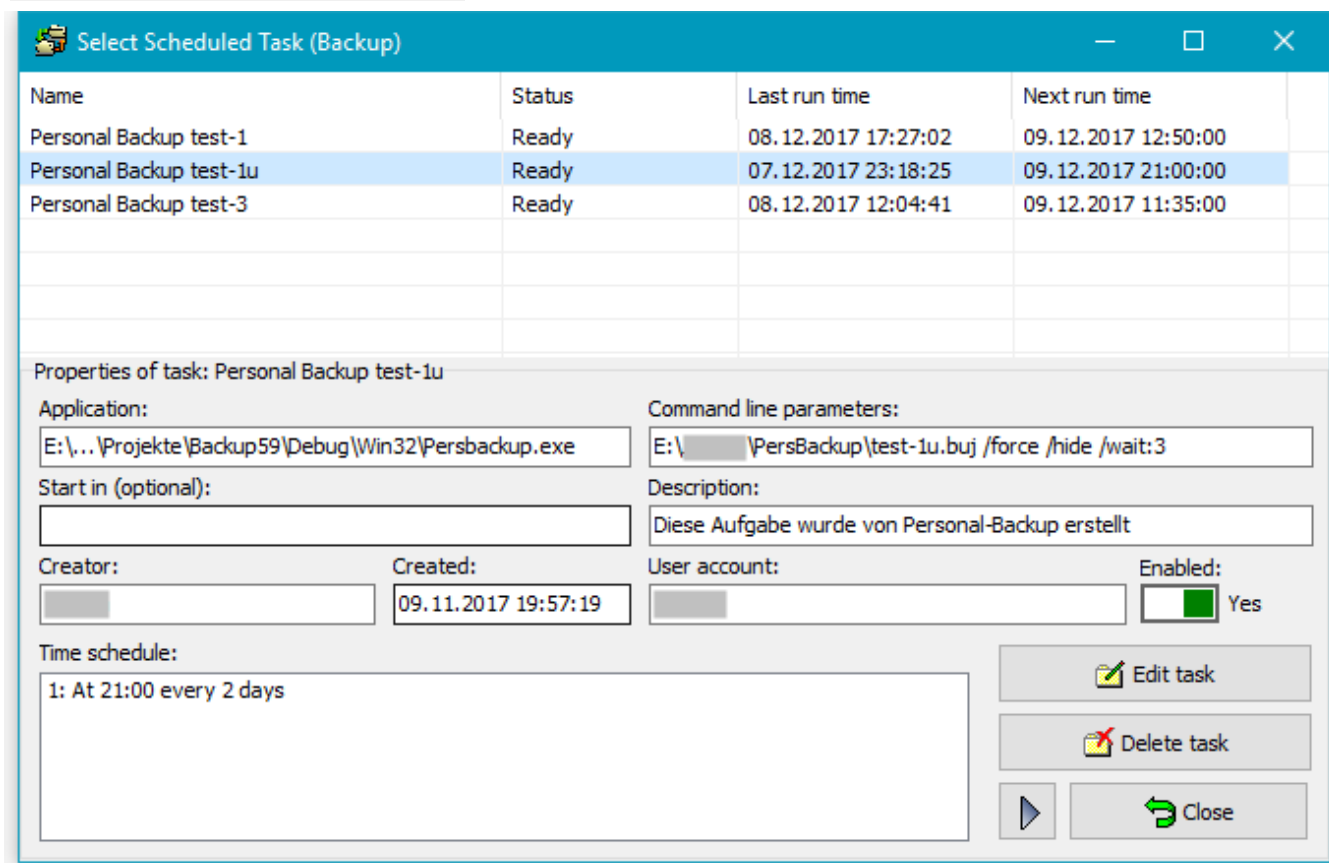 Select Scheduled Task (Backup)
Name Status Last run time Next run time
Personal Backup test-1 Ready 08.12.2017 17:27:02 09.12.2017 12:50:00
Personal Backup test-1u Ready 07.12.2017 23:18:25 09.12.2017 21:00:00
Personal Backup test-3 Ready 08.12.2017 12:04:41 09.12.2017 11:35:00
Properties of task: Personal Backup test-1u
Application: Command line parameters:
E:\...\Projekte\Backup59\Debug\Win32\Persbackup.exe E:\ \PersBackup\test-1u.buj /force /hide /wait:3
Start in (optional): Description:
Diese Aufgabe wurde von Personal-Backup erstellt
Creator: Created: User account: Enabled:
09.11.2017 19:57:19 Yes
Time schedule:
1: At 21:00 every 2 days
Edit task
Delete task
Close